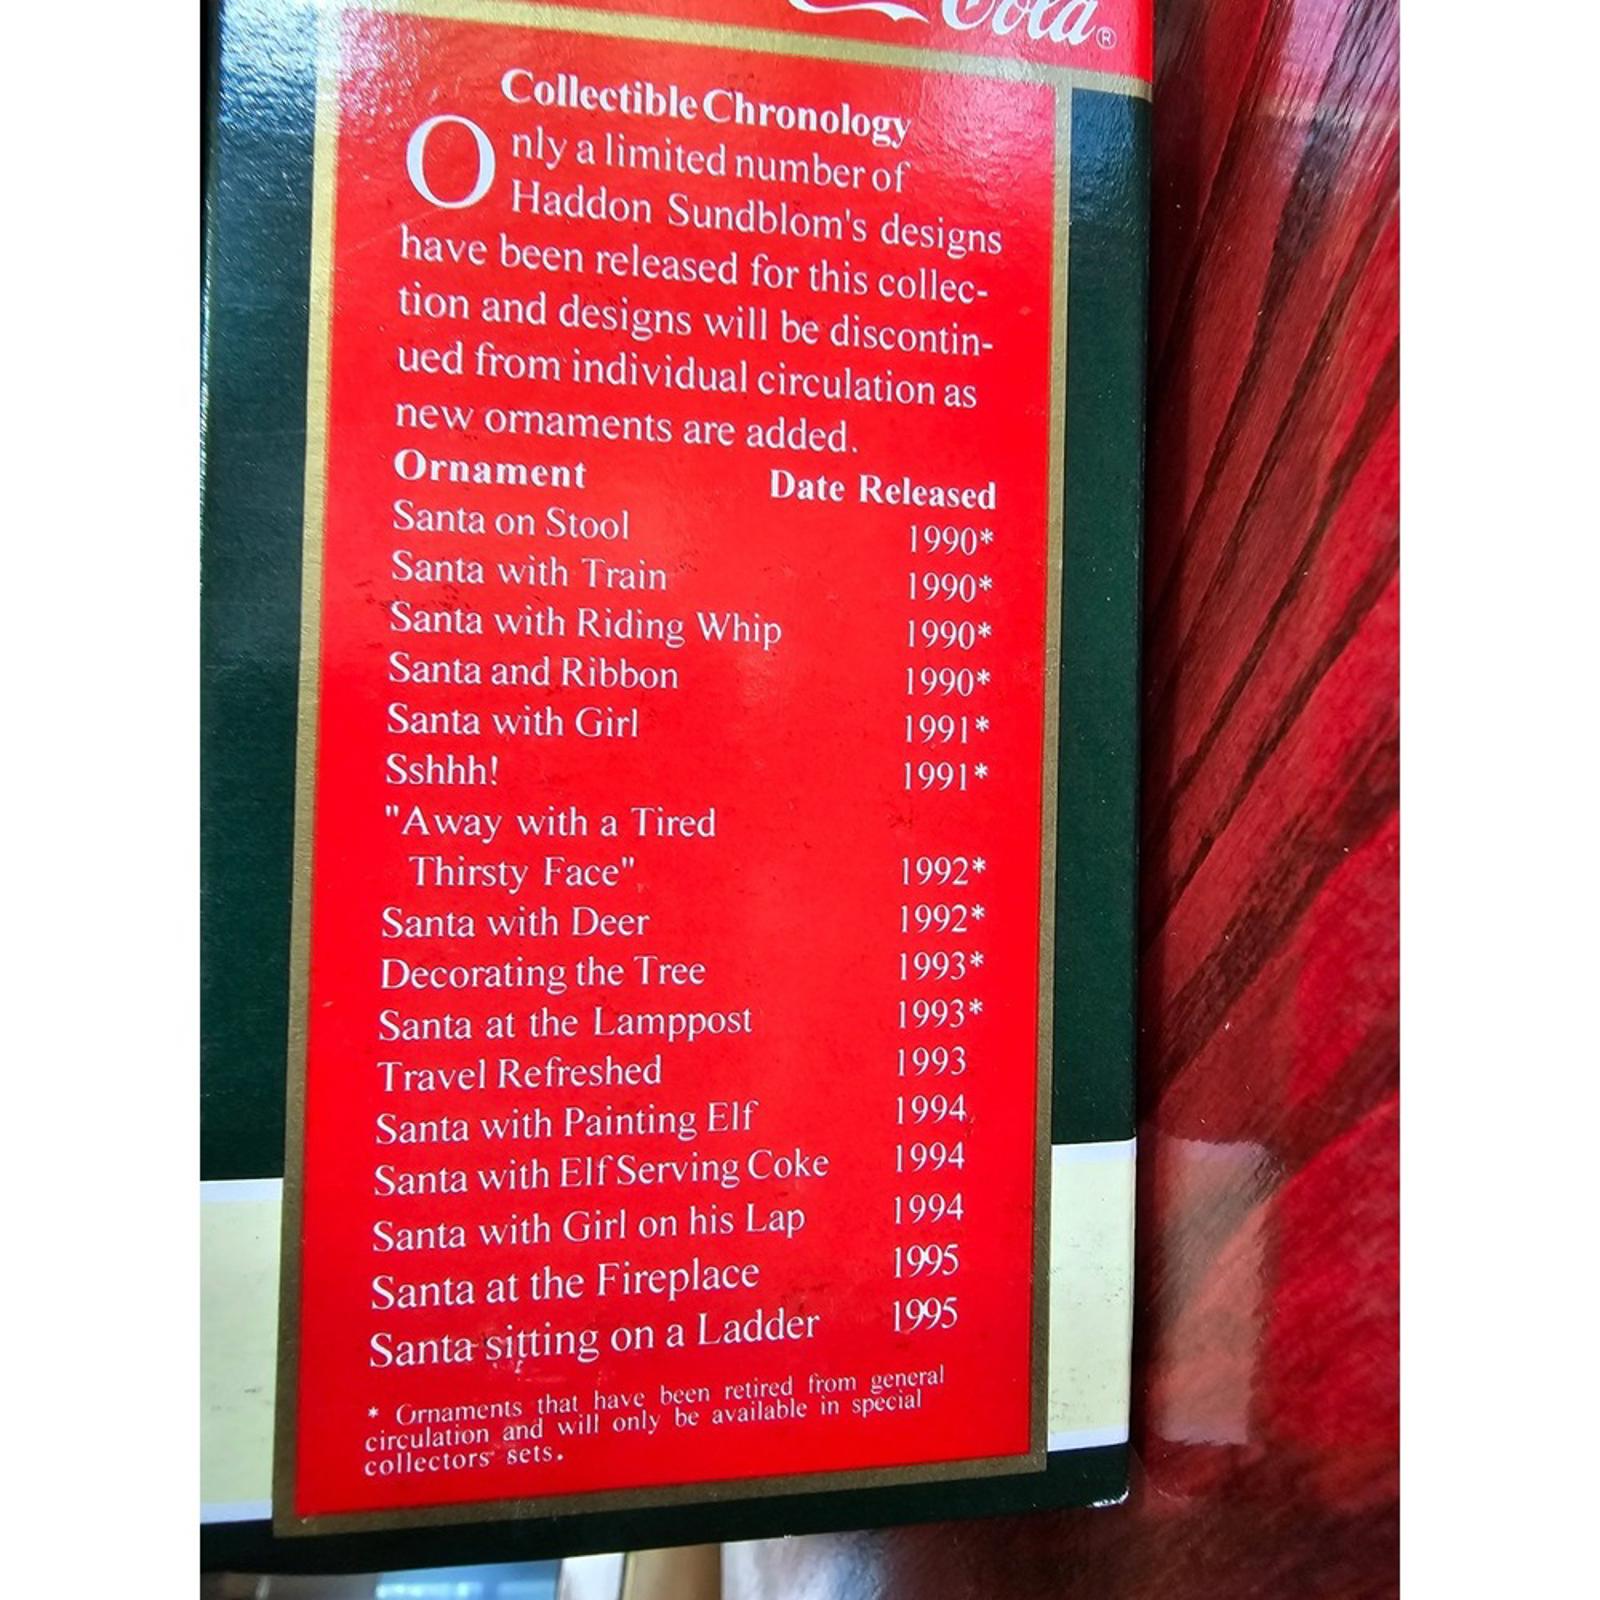 Cola®
Collectible Chronology
Only a limited number of
Haddon Sundblom's designs
have been released for this collec-
tion and designs will be discontin-
ued from individual circulation as
new ornaments are added.
Ornament Date Released
Santa on Stool 1990*
Santa with Train 1990*
Santa with Riding Whip 1990*
Santa and Ribbon 1990*
Santa with Girl 1991*
Sshhh! 1991*
"Away with a Tired
Thirsty Face" 1992*
Santa with Deer 1992*
Decorating the Tree 1993*
Santa at the Lamppost 1993*
Travel Refreshed 1993
Santa with Painting Elf 1994
Santa with Elf Serving Coke 1994
Santa with Girl on his Lap 1994
Santa at the Fireplace 1995
Santa sitting on a Ladder 1995
* Ornaments that have been retired from general
circulation and will only be available in special
collectors' sets.